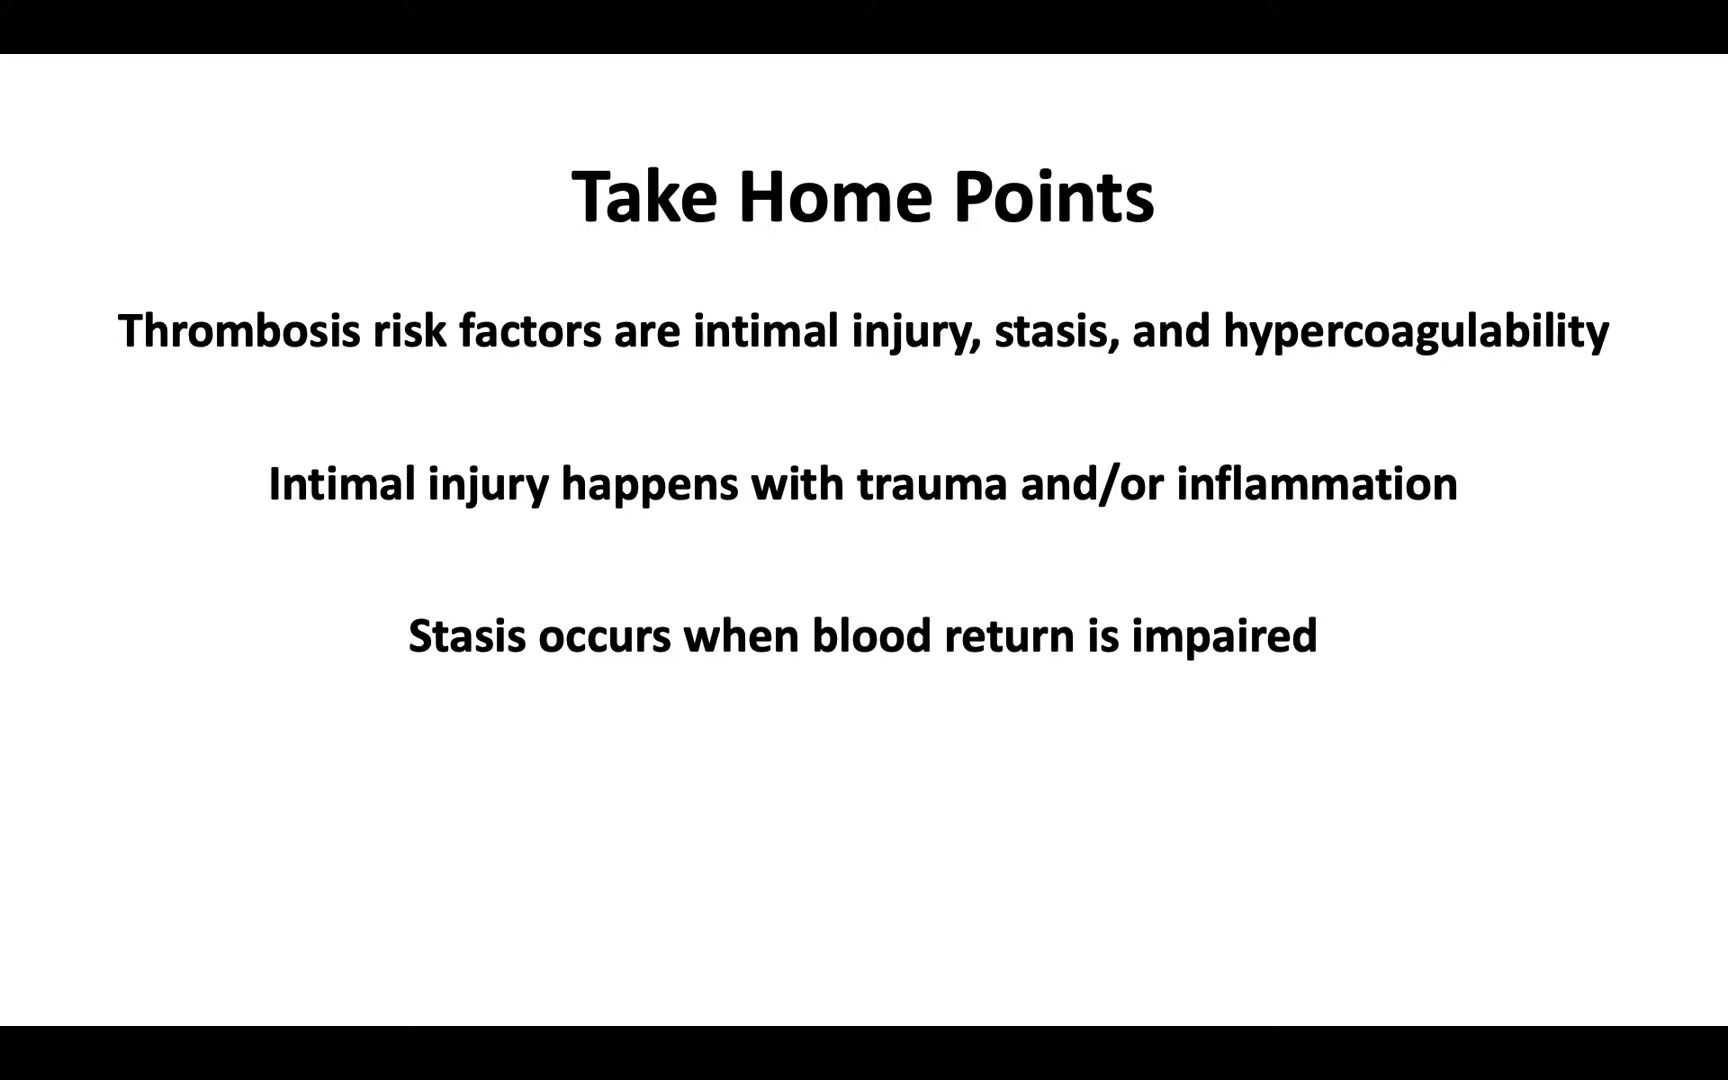 Take Home Points
Thrombosis risk factors are intimal injury, stasis, and hypercoagulability
Intimal injury happens with trauma and/or inflammation
Stasis occurs when blood return is impaired